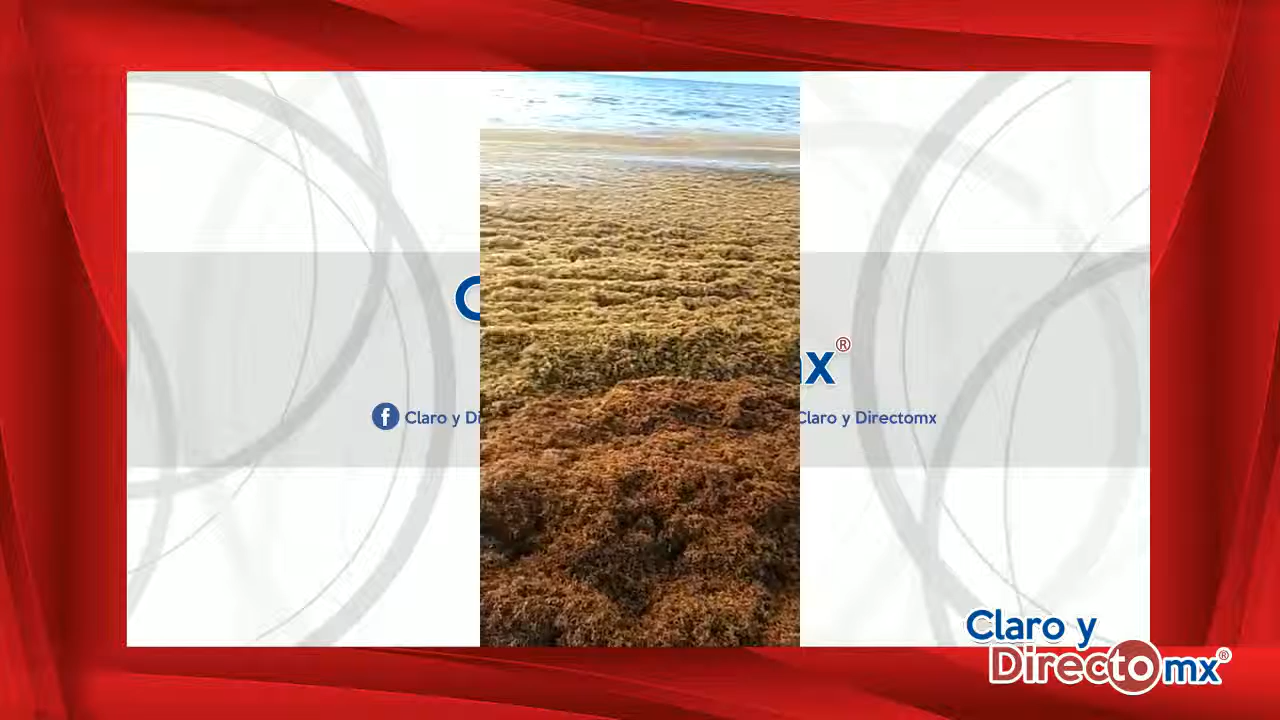 C
x®
Claro y Di
Claro y Directomx
Claro y
Directomx®